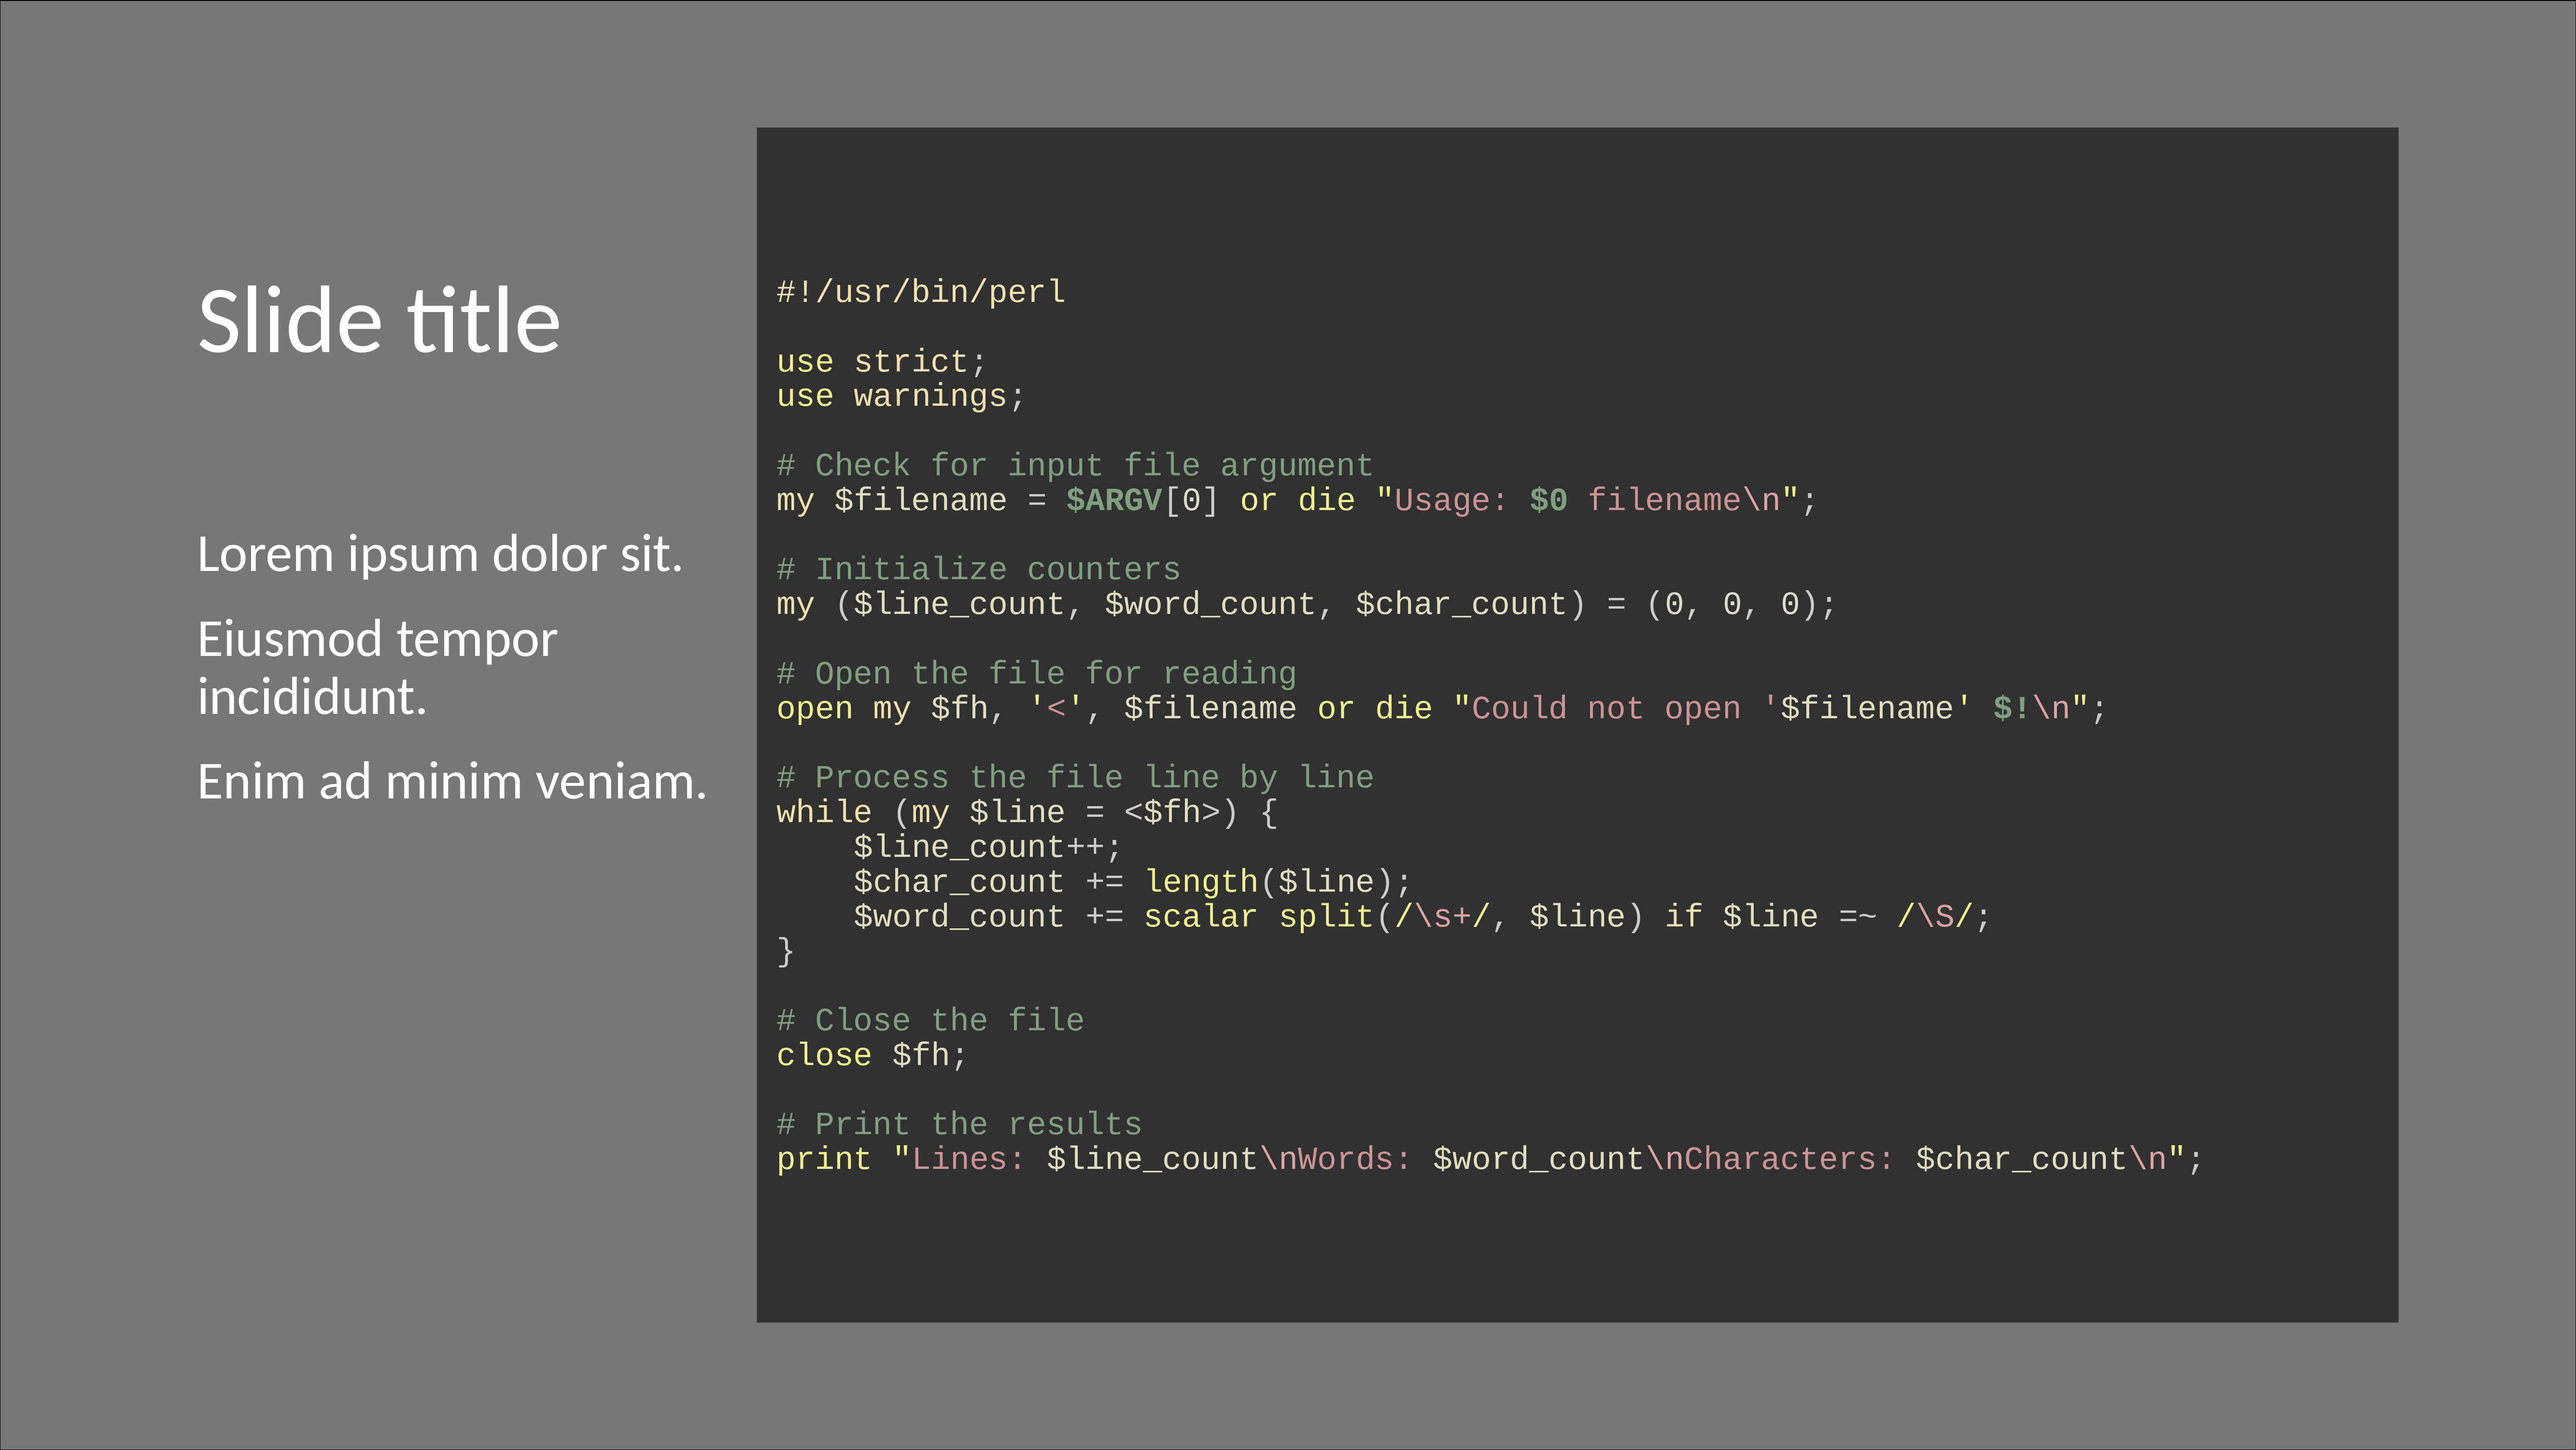 Slide title
Lorem ipsum dolor sit.
Eiusmod tempor
incididunt.
Enim ad minim veniam.
#!/usr/bin/perl
use strict;
use warnings;
# Check for input file argument
my $filename = $ARGV[0] or die "Usage: $0 filename\n";
# Initialize counters
my ($line_count, $word_count, $char_count) = (0, 0, 0);
# Open the file for reading
open my $fh, '<', $filename or die "Could not open '$filename' $!\n";
# Process the file line by line
while (my $line = <$fh>) {
    $line_count++;
    $char_count += length($line);
    $word_count += scalar split(/\s+/, $line) if $line =~ /\S/;
}
# Close the file
close $fh;
# Print the results
print "Lines: $line_count\nWords: $word_count\nCharacters: $char_count\n";